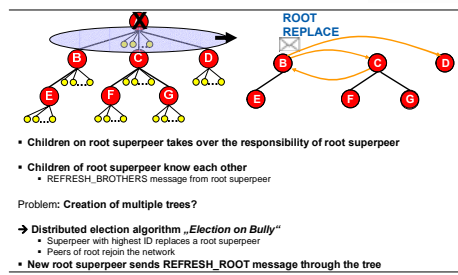 ROOT
REPLACE
X
B
C
D
E
F
G
B
C
D
E
F
G
▪ Children on root superpeer takes over the responsibility of root superpeer
▪ Children of root superpeer know each other
▪ REFRESH_BROTHERS message from root superpeer
Problem: Creation of multiple trees?
➔ Distributed election algorithm „Election on Bully“
▪ Superpeer with highest ID replaces a root superpeer
▪ Peers of root rejoin the network
▪ New root superpeer sends REFRESH_ROOT message through the tree